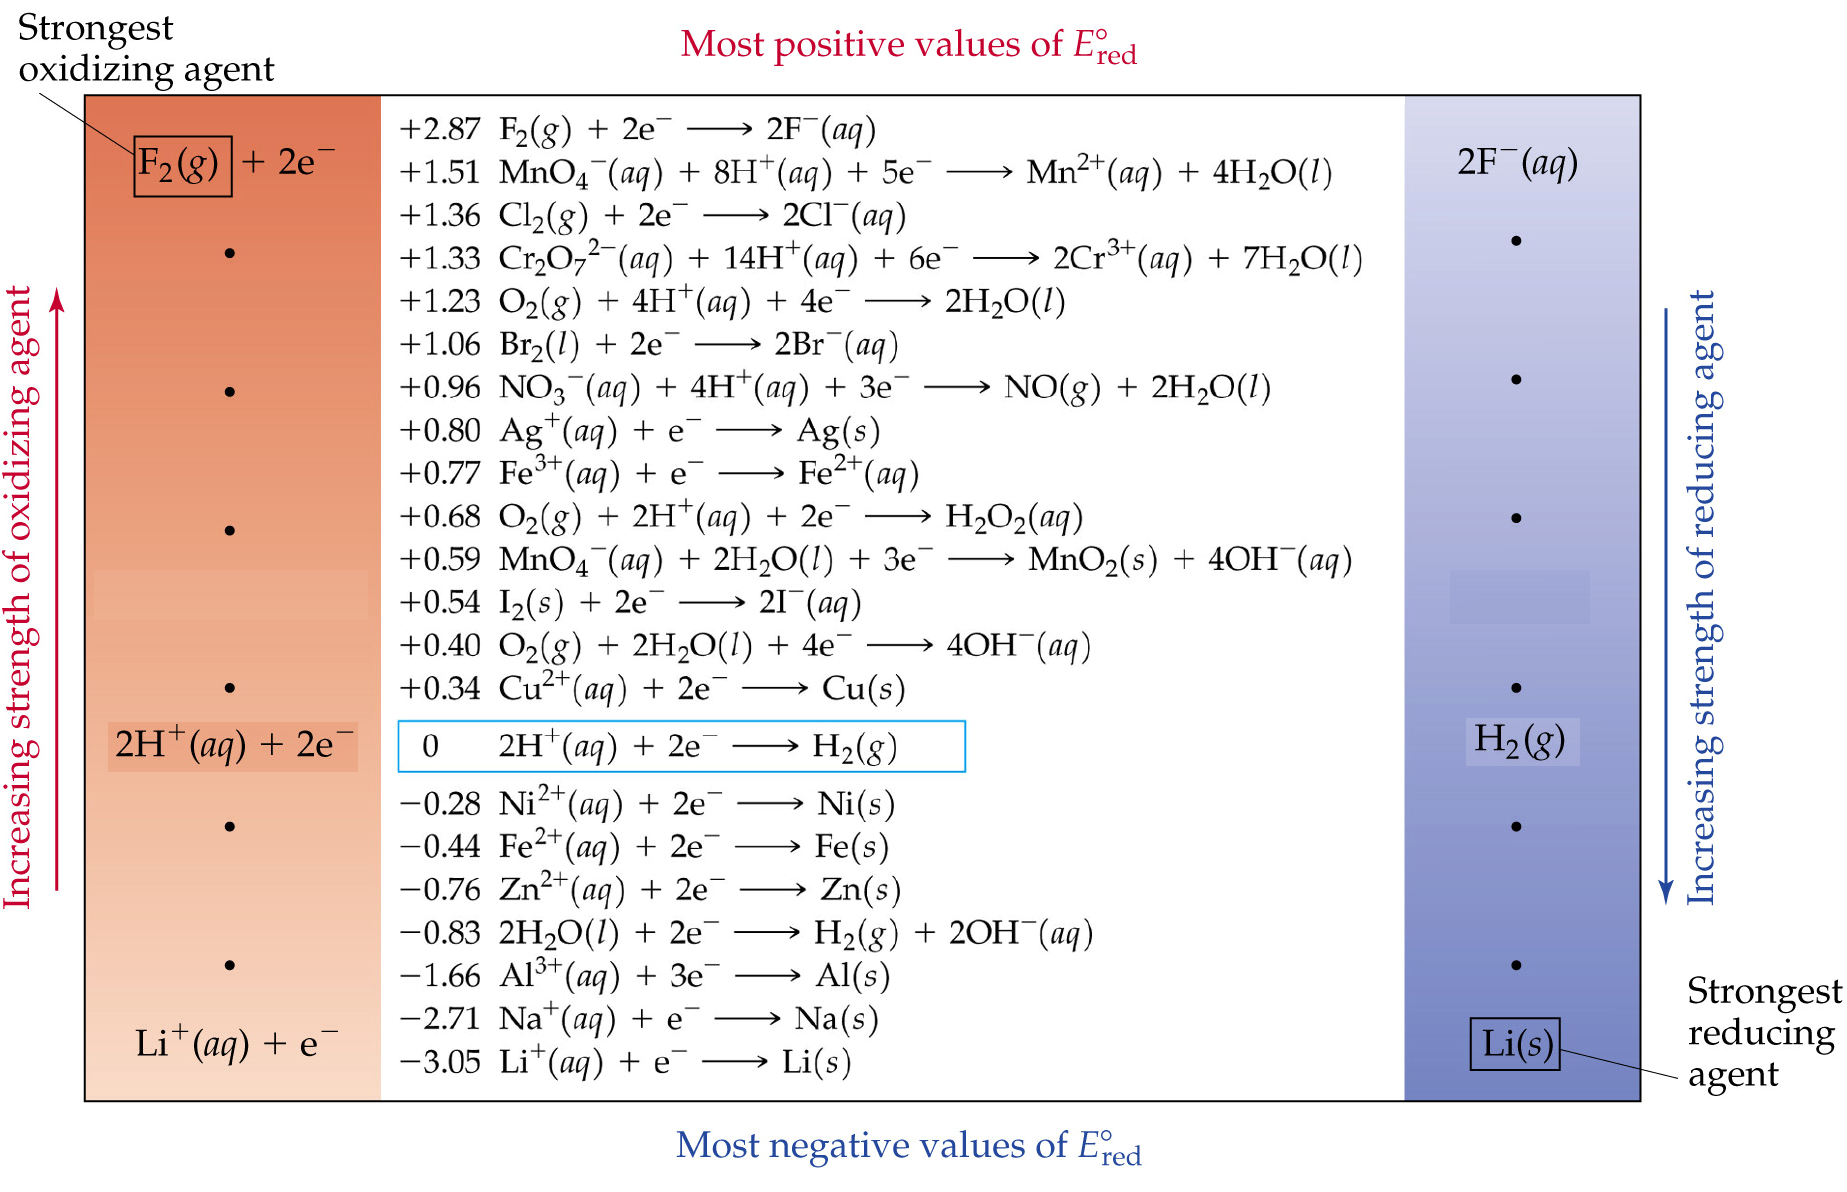 Strongest
oxidizing agent
Most positive values of E°red
F₂(g) + 2e⁻
2F⁻(aq)
+2.87 F₂(g) + 2e⁻ ⟶ 2F⁻(aq)
+1.51 MnO₄⁻(aq) + 8H⁺(aq) + 5e⁻ ⟶ Mn²⁺(aq) + 4H₂O(l)
+1.36 Cl₂(g) + 2e⁻ ⟶ 2Cl⁻(aq)
+1.33 Cr₂O₇²⁻(aq) + 14H⁺(aq) + 6e⁻ ⟶ 2Cr³⁺(aq) + 7H₂O(l)
+1.23 O₂(g) + 4H⁺(aq) + 4e⁻ ⟶ 2H₂O(l)
+1.06 Br₂(l) + 2e⁻ ⟶ 2Br⁻(aq)
+0.96 NO₃⁻(aq) + 4H⁺(aq) + 3e⁻ ⟶ NO(g) + 2H₂O(l)
+0.80 Ag⁺(aq) + e⁻ ⟶ Ag(s)
+0.77 Fe³⁺(aq) + e⁻ ⟶ Fe²⁺(aq)
+0.68 O₂(g) + 2H⁺(aq) + 2e⁻ ⟶ H₂O₂(aq)
+0.59 MnO₄⁻(aq) + 2H₂O(l) + 3e⁻ ⟶ MnO₂(s) + 4OH⁻(aq)
+0.54 I₂(s) + 2e⁻ ⟶ 2I⁻(aq)
+0.40 O₂(g) + 2H₂O(l) + 4e⁻ ⟶ 4OH⁻(aq)
+0.34 Cu²⁺(aq) + 2e⁻ ⟶ Cu(s)
2H⁺(aq) + 2e⁻
0 2H⁺(aq) + 2e⁻ ⟶ H₂(g)
H₂(g)
−0.28 Ni²⁺(aq) + 2e⁻ ⟶ Ni(s)
−0.44 Fe²⁺(aq) + 2e⁻ ⟶ Fe(s)
−0.76 Zn²⁺(aq) + 2e⁻ ⟶ Zn(s)
−0.83 2H₂O(l) + 2e⁻ ⟶ H₂(g) + 2OH⁻(aq)
−1.66 Al³⁺(aq) + 3e⁻ ⟶ Al(s)
−2.71 Na⁺(aq) + e⁻ ⟶ Na(s)
−3.05 Li⁺(aq) + e⁻ ⟶ Li(s)
Li⁺(aq) + e⁻
Li(s)
Increasing strength of oxidizing agent
Increasing strength of reducing agent
Strongest
reducing
agent
Most negative values of E°red